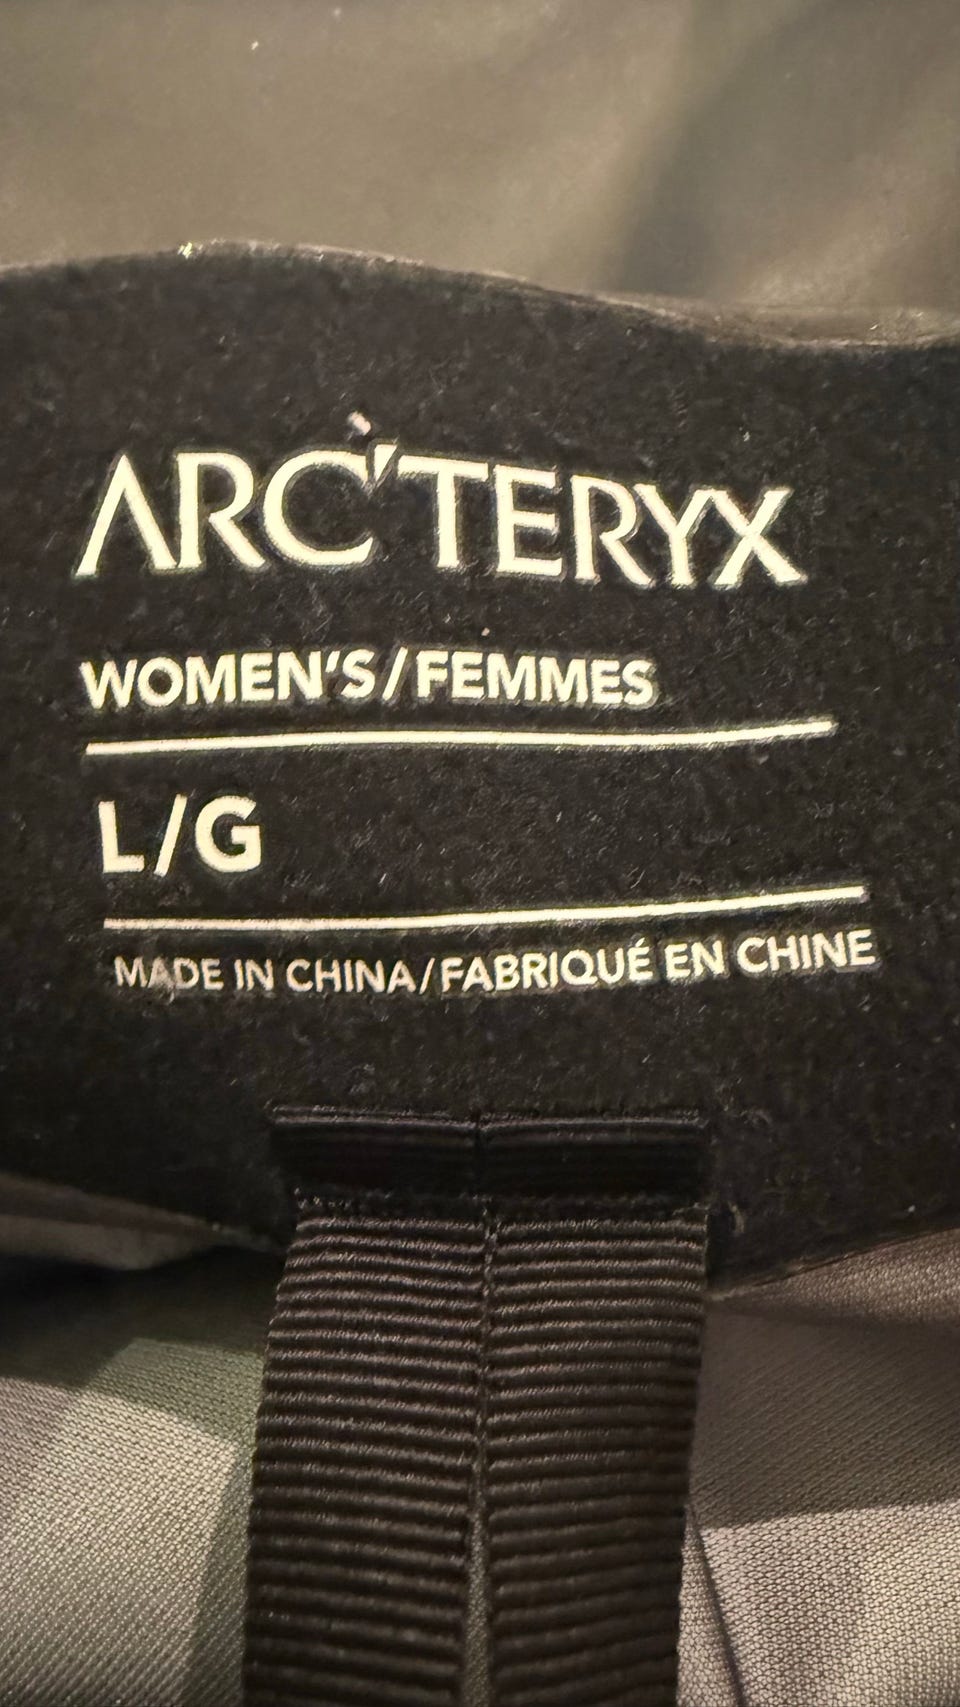 ARC'TERYX
WOMEN'S/FEMMES
L/G
MADE IN CHINA/FABRIQUÉ EN CHINE